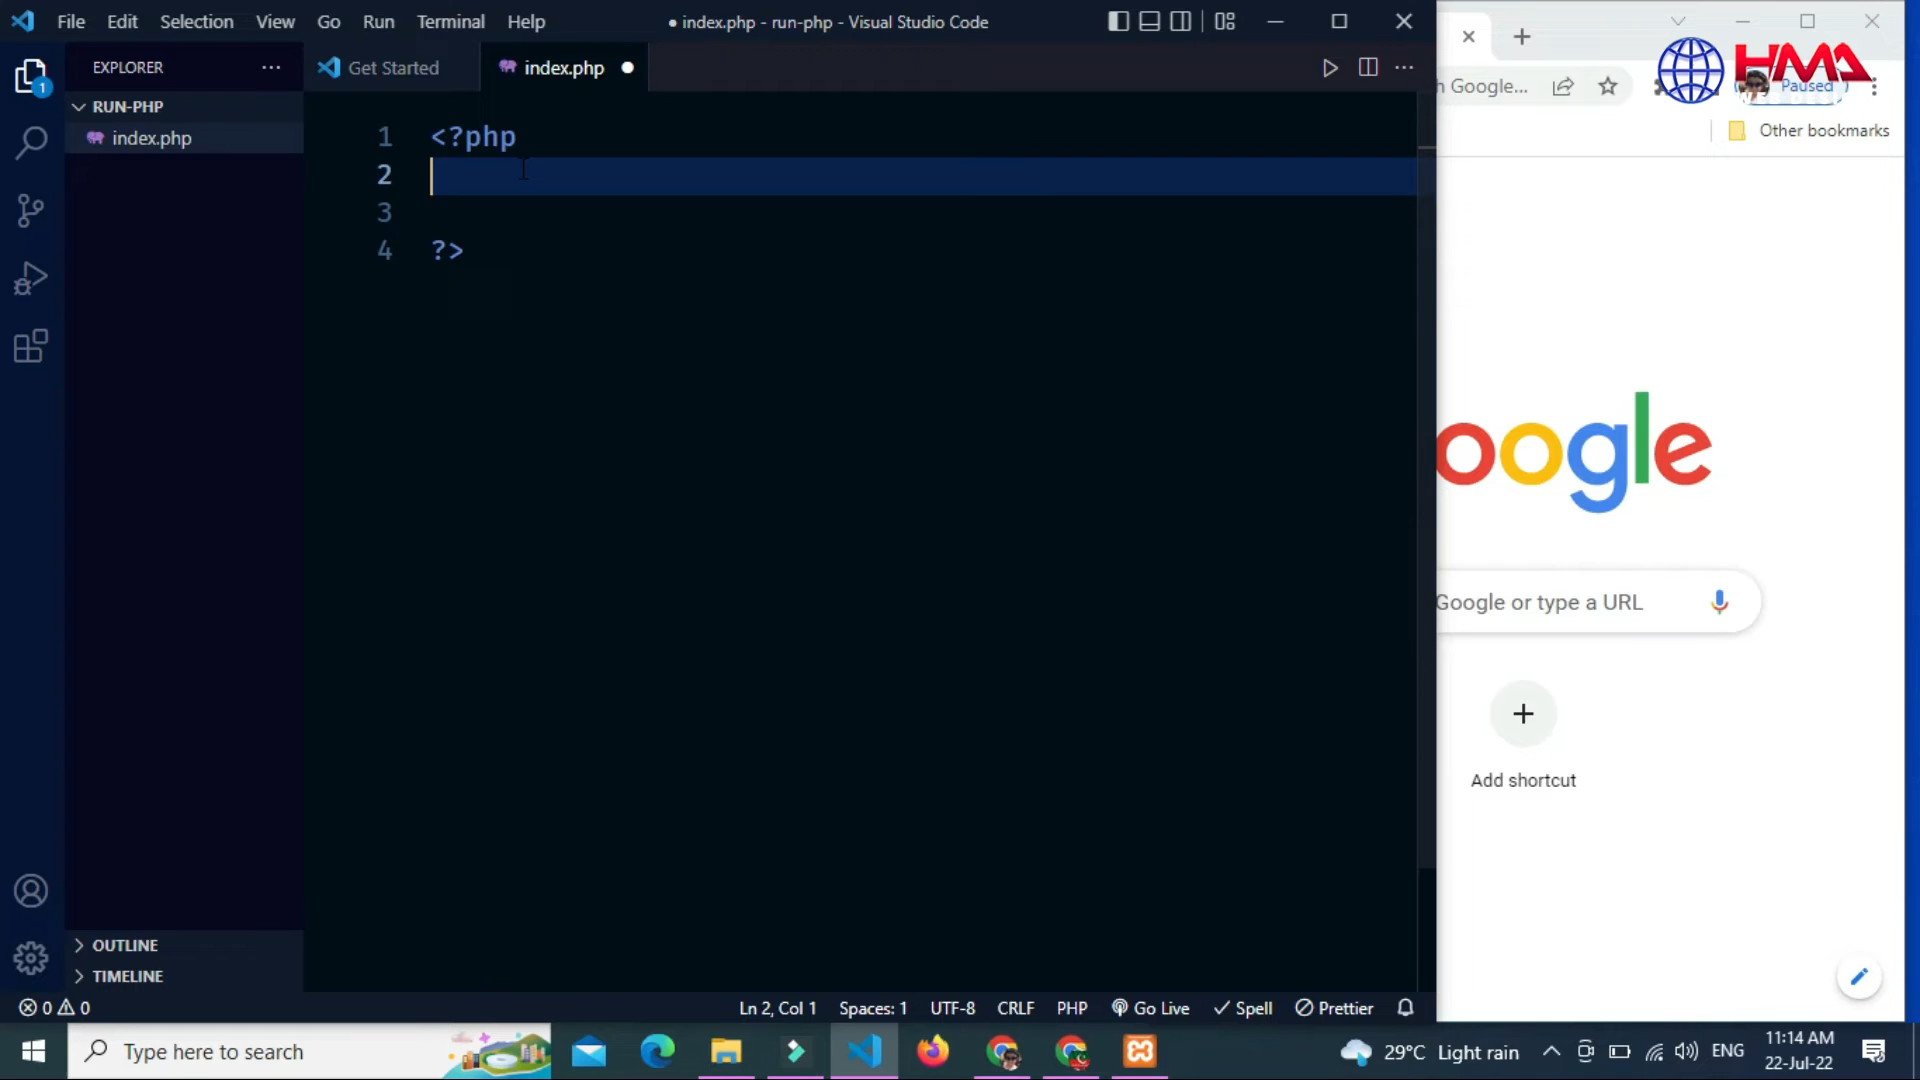 File Edit Selection View Go Run Terminal Help
● index.php - run-php - Visual Studio Code
EXPLORER
Get Started
index.php
RUN-PHP
index.php
1 <?php
2
3
4 ?>
OUTLINE
TIMELINE
0 0
Ln 2, Col 1 Spaces: 1 UTF-8 CRLF PHP Go Live Spell Prettier
h Google...
HMA
Paused
Other bookmarks
oogle
Google or type a URL
Add shortcut
1
Type here to search
29°C Light rain
ENG
11:14 AM
22-Jul-22